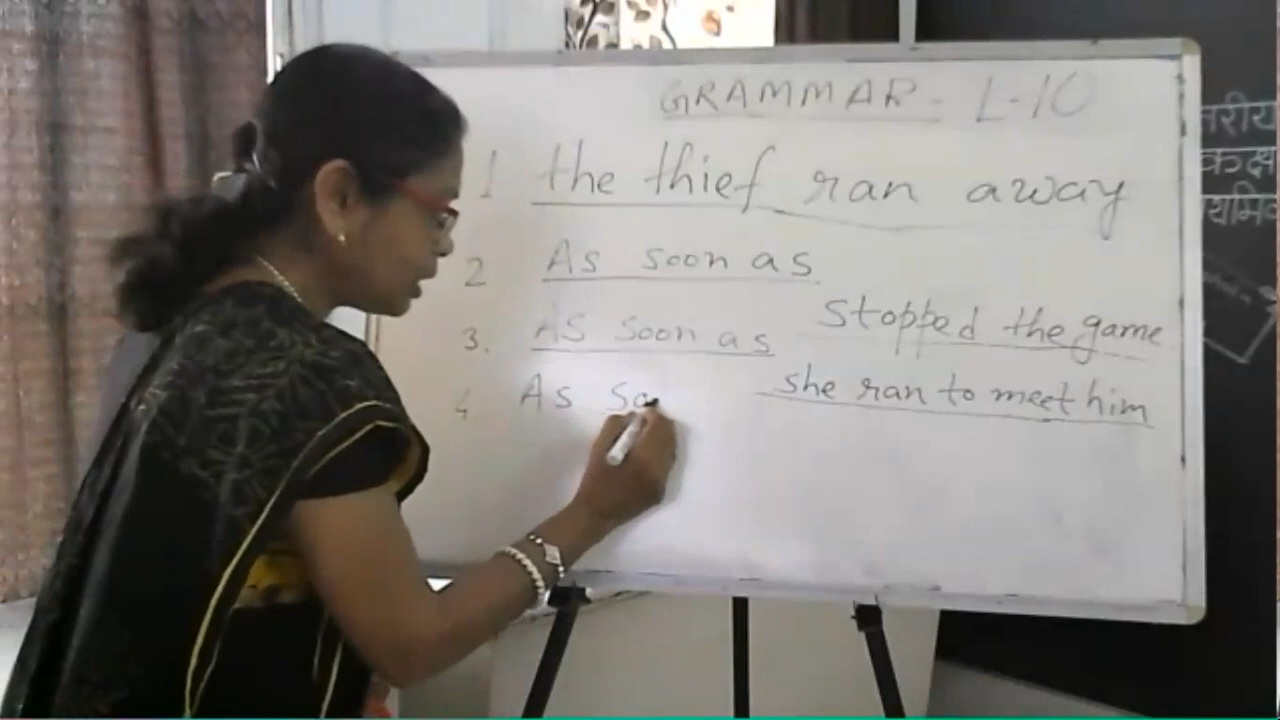 GRAMMAR - L-10
1 the thief ran away
2 As soon as
stopped the game
3. As soon as
she ran to meet him
4 As so